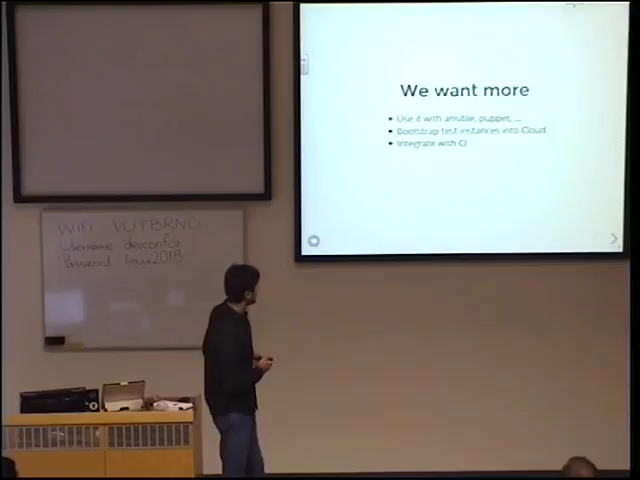 We want more
Use it with ansible, puppet, ...
Bootstrap test instances into Cloud
Integrate with CI
WiFi VUTBRNO
Username devconfcz
Password linux2018